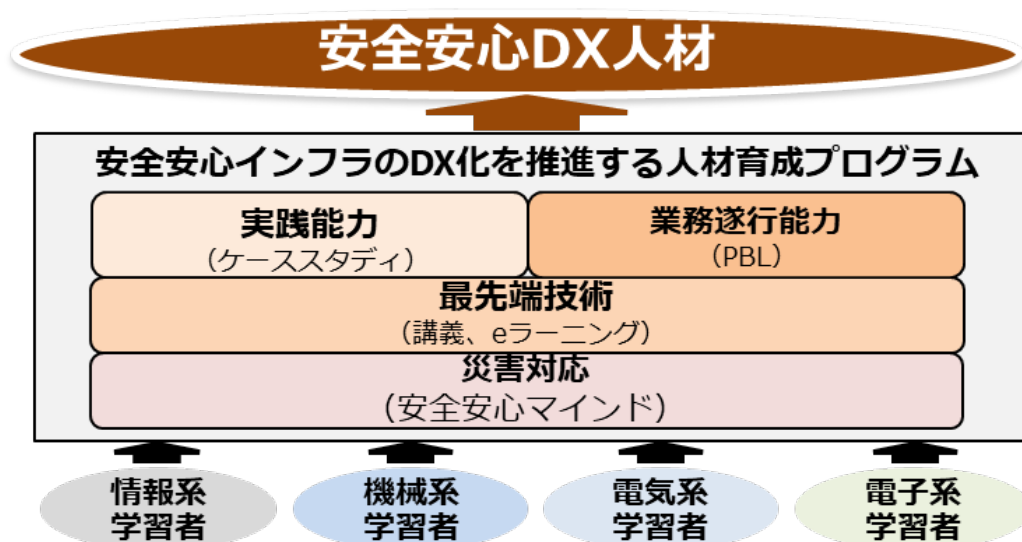 安全安心DX人材
安全安心インフラのDX化を推進する人材育成プログラム
実践能力
（ケーススタディ）
業務遂行能力
（PBL）
最先端技術
（講義、eラーニング）
災害対応
（安全安心マインド）
情報系
学習者
機械系
学習者
電気系
学習者
電子系
学習者